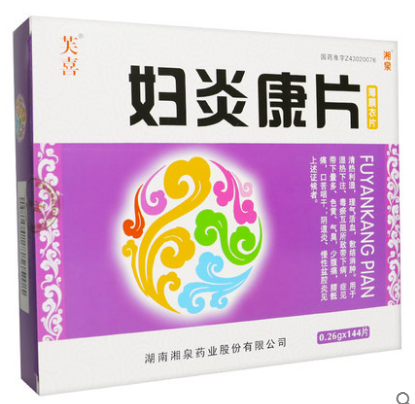 芙喜
湘泉
国药准字Z43020076
妇炎康片
薄膜衣片
FUYANKANG PIAN
清热利湿，理气活血，散结消肿。用于
湿热下注、毒瘀互阻所致带下病，症见
带下量多、色黄、气臭，少腹痛，腰骶
痛，口苦咽干；阴道炎、慢性盆腔炎见
上述证候者。
0.26gx144片
湖南湘泉药业股份有限公司